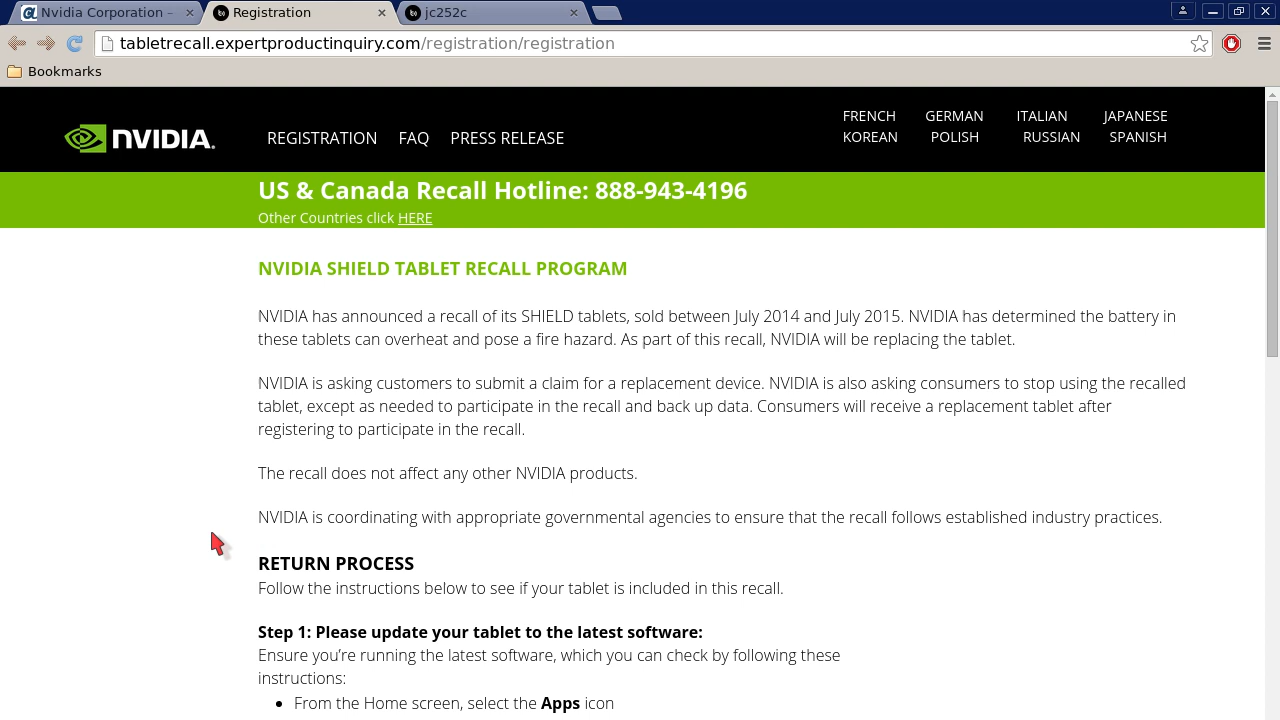 Nvidia Corporation –
Registration
jc252c
tabletrecall.expertproductinquiry.com/registration/registration
Bookmarks
NVIDIA.
REGISTRATION FAQ PRESS RELEASE
FRENCH GERMAN ITALIAN JAPANESE
KOREAN POLISH RUSSIAN SPANISH
US & Canada Recall Hotline: 888-943-4196
Other Countries click HERE
NVIDIA SHIELD TABLET RECALL PROGRAM
NVIDIA has announced a recall of its SHIELD tablets, sold between July 2014 and July 2015. NVIDIA has determined the battery in
these tablets can overheat and pose a fire hazard. As part of this recall, NVIDIA will be replacing the tablet.
NVIDIA is asking customers to submit a claim for a replacement device. NVIDIA is also asking consumers to stop using the recalled
tablet, except as needed to participate in the recall and back up data. Consumers will receive a replacement tablet after
registering to participate in the recall.
The recall does not affect any other NVIDIA products.
NVIDIA is coordinating with appropriate governmental agencies to ensure that the recall follows established industry practices.
RETURN PROCESS
Follow the instructions below to see if your tablet is included in this recall.
Step 1: Please update your tablet to the latest software:
Ensure you’re running the latest software, which you can check by following these
instructions:
• From the Home screen, select the Apps icon